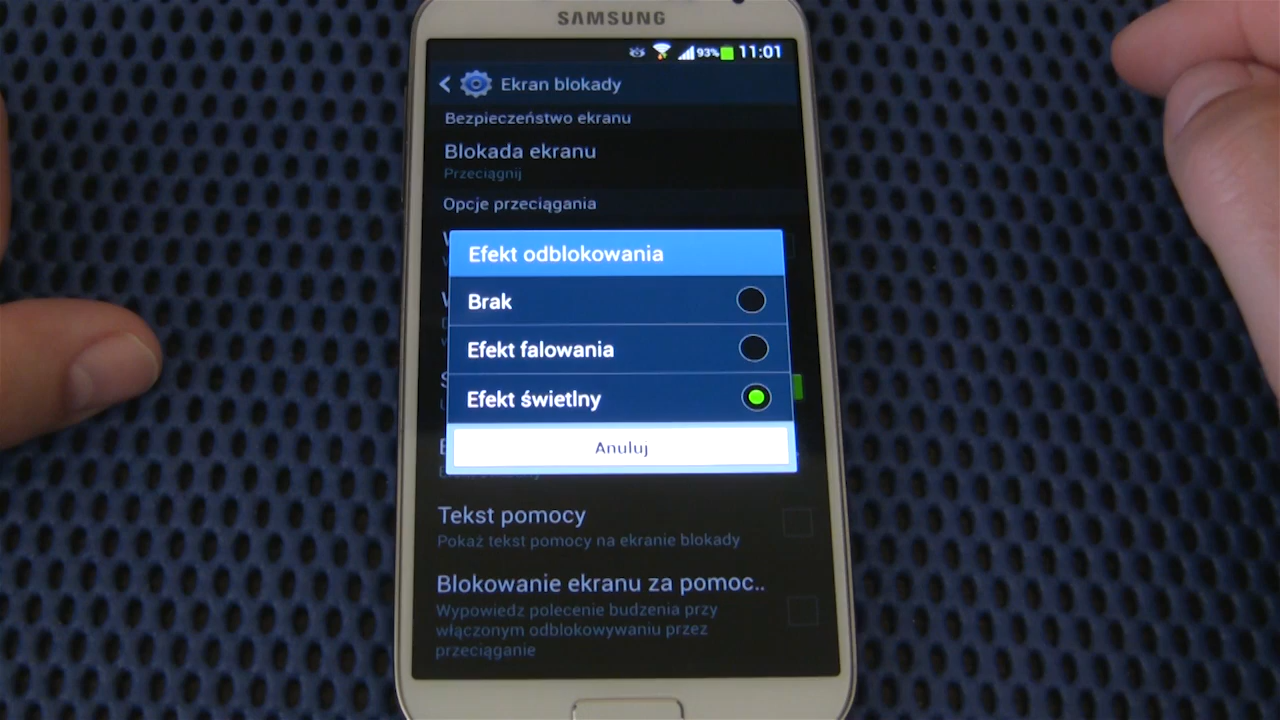 SAMSUNG
93% 11:01
Ekran blokady
Bezpieczeństwo ekranu
Blokada ekranu
Przeciągnij
Opcje przeciągania
Efekt odblokowania
Brak
Efekt falowania
Efekt świetlny
Anuluj
Tekst pomocy
Pokaż tekst pomocy na ekranie blokady
Blokowanie ekranu za pomoc..
Wypowiedz polecenie budzenia przy
włączonym odblokowywaniu przez
przeciąganie